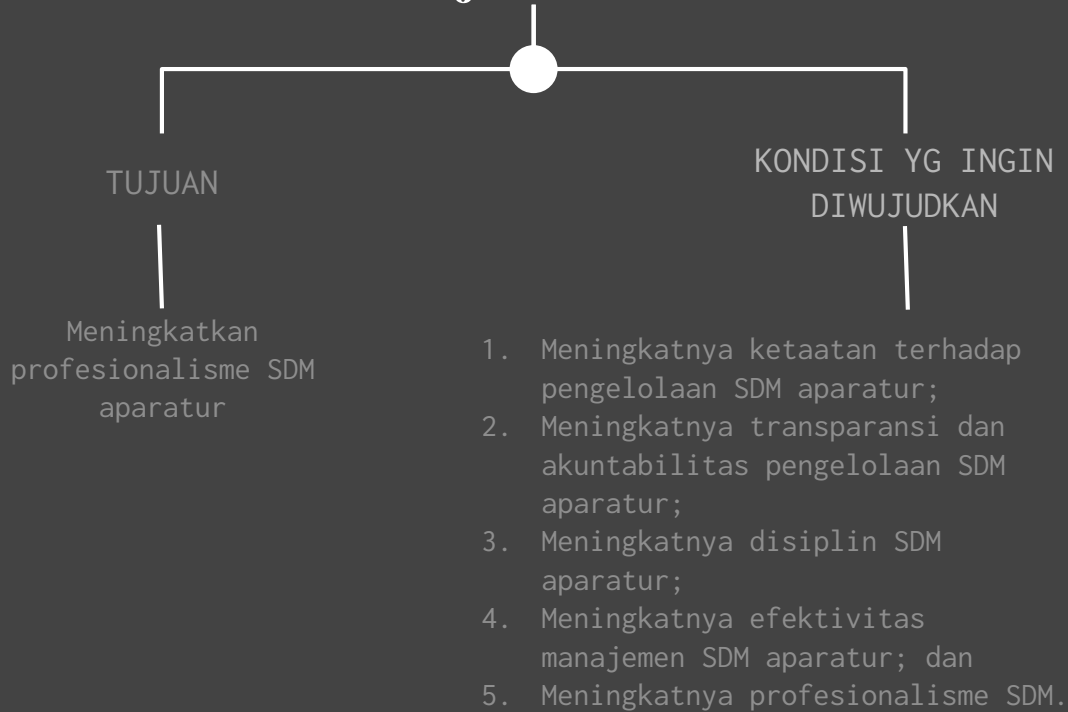 TUJUAN
Meningkatkan
profesionalisme SDM
aparatur
KONDISI YG INGIN
DIWUJUDKAN
1. Meningkatnya ketaatan terhadap
pengelolaan SDM aparatur;
2. Meningkatnya transparansi dan
akuntabilitas pengelolaan SDM
aparatur;
3. Meningkatnya disiplin SDM
aparatur;
4. Meningkatnya efektivitas
manajemen SDM aparatur; dan
5. Meningkatnya profesionalisme SDM.